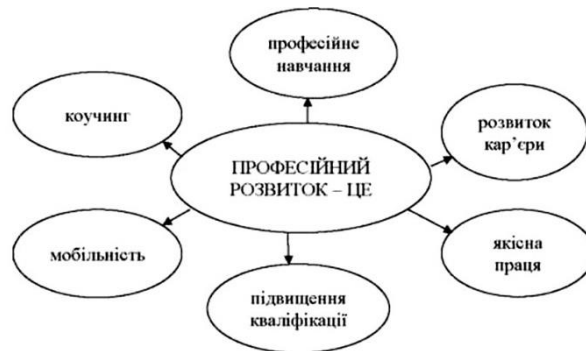 професійне
навчання
коучинг
розвиток
кар’єри
ПРОФЕСІЙНИЙ
РОЗВИТОК – ЦЕ
мобільність
якісна
праця
підвищення
кваліфікації